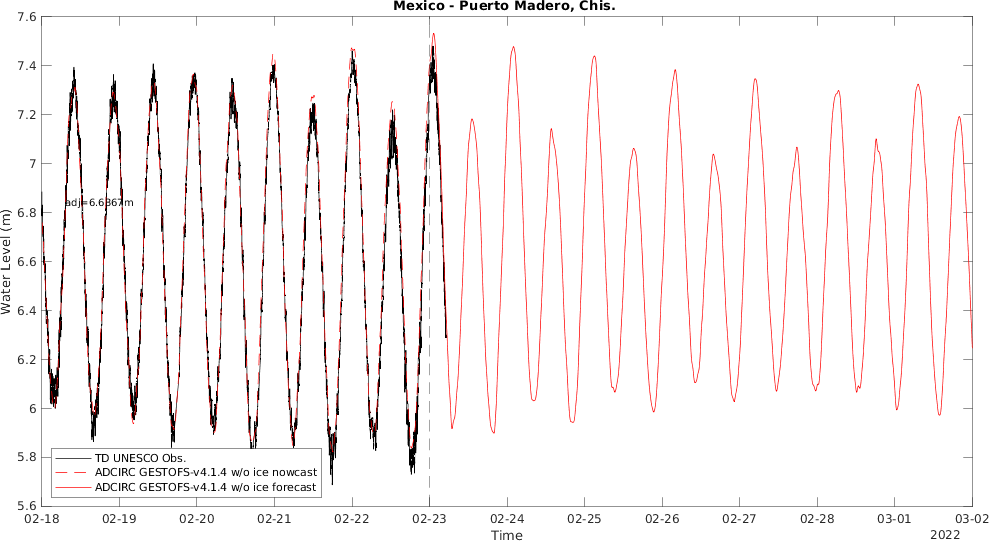 Mexico - Puerto Madero, Chis.
7.6
7.4
7.2
7
6.8
6.6
6.4
6.2
6
5.8
5.6
Water Level (m)
adj=6.6367m
TD UNESCO Obs.
ADCIRC GESTOFS-v4.1.4 w/o ice nowcast
ADCIRC GESTOFS-v4.1.4 w/o ice forecast
02-18 02-19 02-20 02-21 02-22 02-23 02-24 02-25 02-26 02-27 02-28 03-01 03-02
Time
2022